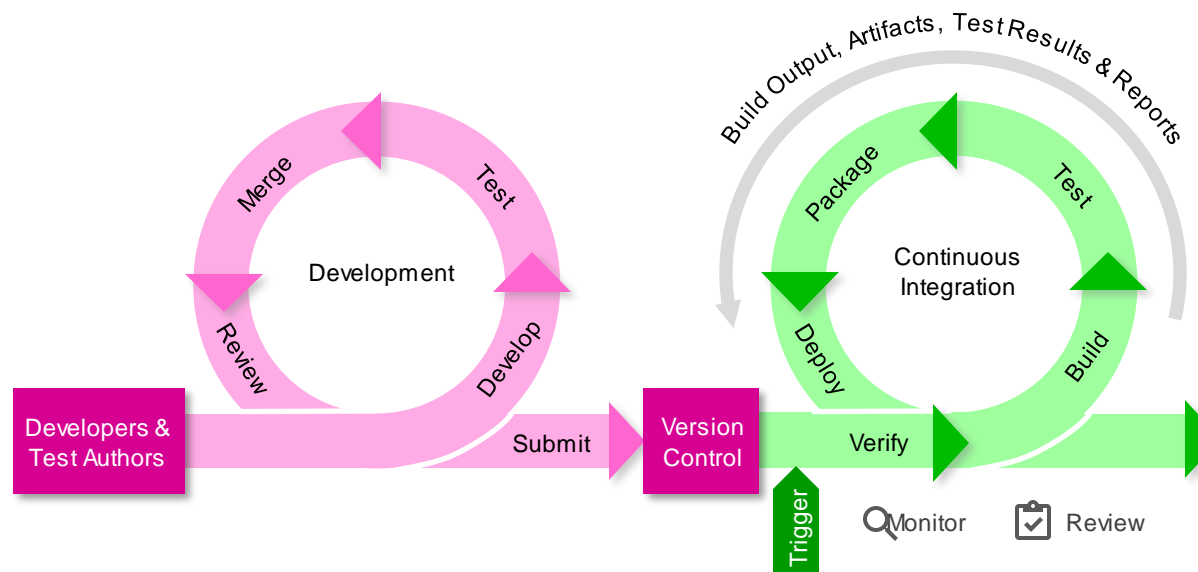 Build Output, Artifacts, Test Results & Reports
Merge
Test
Development
Review
Develop
Developers &
Test Authors
Submit
Package
Test
Continuous
Integration
Deploy
Build
Version
Control
Verify
Trigger
Monitor
Review